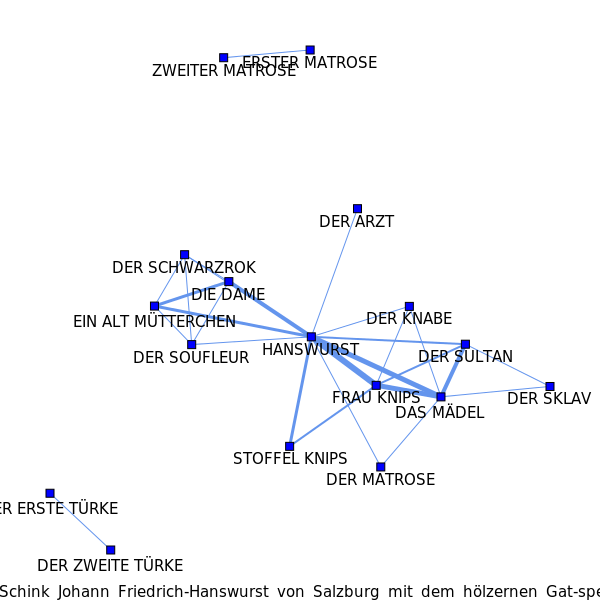 ERSTER MATROSE
ZWEITER MATROSE
DER ARZT
DER SCHWARZROK
DIE DAME
EIN ALT MÜTTERCHEN
DER KNABE
HANSWURST
DER SOUFLEUR
DER SULTAN
FRAU KNIPS
DER SKLAV
DAS MÄDEL
STOFFEL KNIPS
DER MATROSE
ER ERSTE TÜRKE
DER ZWEITE TÜRKE
Schink Johann Friedrich-Hanswurst von Salzburg mit dem hölzernen Gat-spe